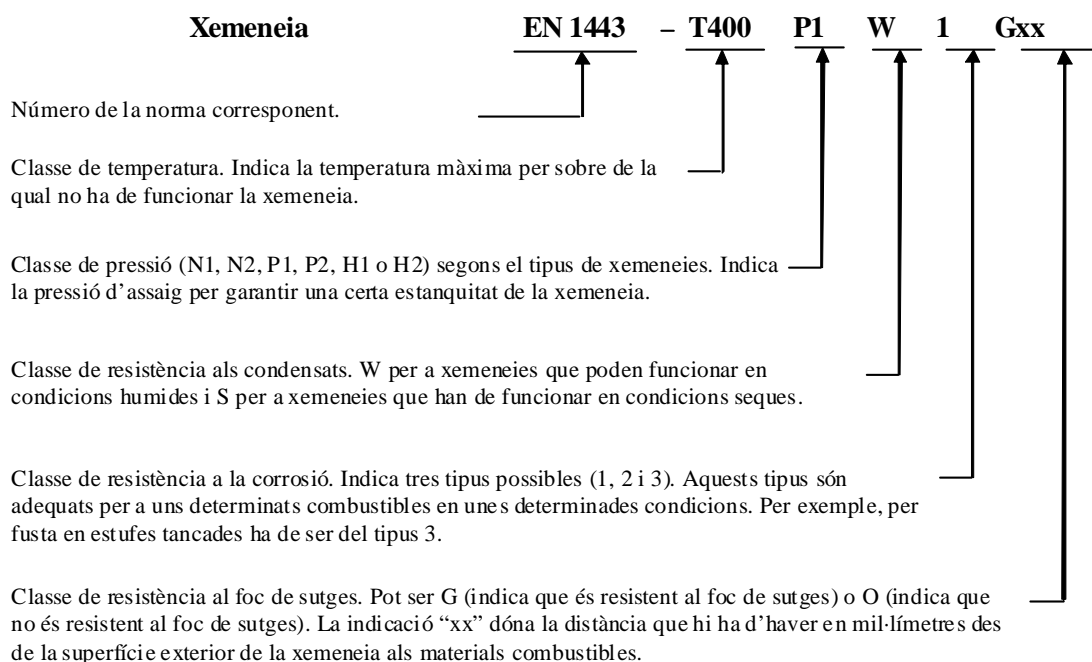 Xemeneia EN 1443 – T400 P1 W 1 Gxx
Número de la norma corresponent.
Classe de temperatura. Indica la temperatura màxima per sobre de la
qual no ha de funcionar la xemeneia.
Classe de pressió (N1, N2, P1, P2, H1 o H2) segons el tipus de xemeneies. Indica
la pressió d’assaig per garantir una certa estanquitat de la xemeneia.
Classe de resistència als condensats. W per a xemeneies que poden funcionar en
condicions humides i S per a xemeneies que han de funcionar en condicions seques.
Classe de resistència a la corrosió. Indica tres tipus possibles (1, 2 i 3). Aquests tipus són
adequats per a uns determinats combustibles en unes determinades condicions. Per exemple, per
fusta en estufes tancades ha de ser del tipus 3.
Classe de resistència al foc de sutges. Pot ser G (indica que és resistent al foc de sutges) o O (indica que
no és resistent al foc de sutges). La indicació “xx” dóna la distància que hi ha d’haver en mil·límetres des
de la superfície exterior de la xemeneia als materials combustibles.